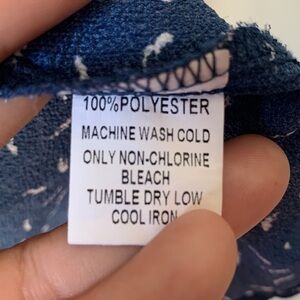 100%POLYESTER
MACHINE WASH COLD
ONLY NON-CHLORINE
BLEACH
TUMBLE DRY LOW
COOL IRON